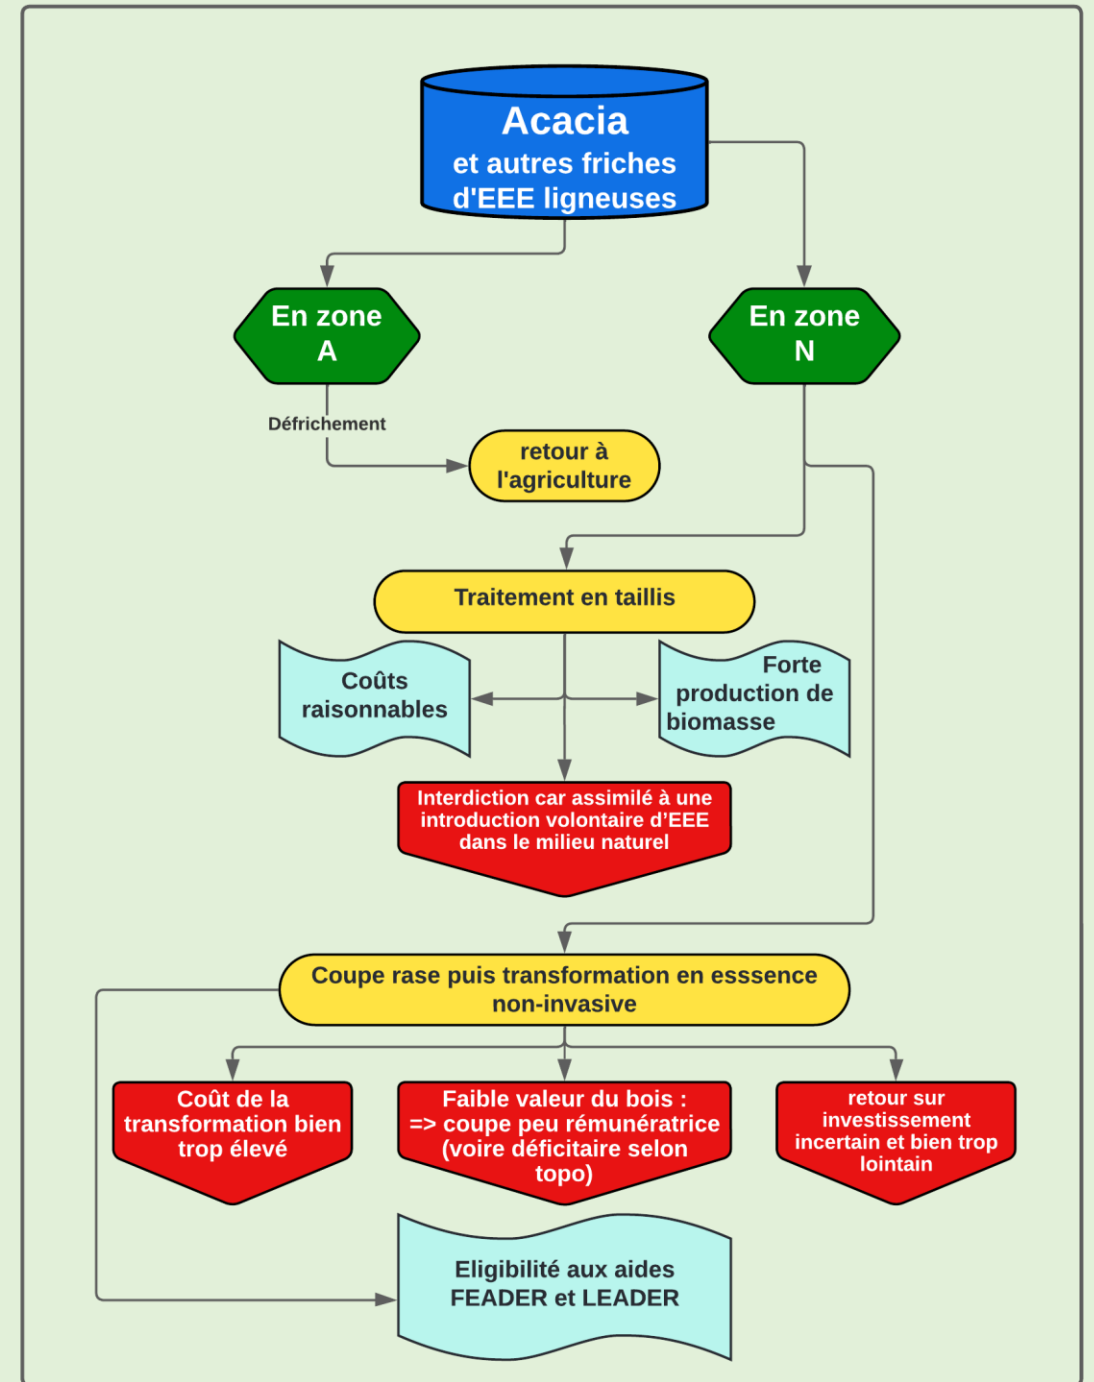 Acacia
et autres friches
d'EEE ligneuses
En zone
A
En zone
N
Défrichement
retour à
l'agriculture
Traitement en taillis
Coûts
raisonnables
Forte
production de
biomasse
Interdiction car assimilé à une
introduction volontaire d’EEE
dans le milieu naturel
Coupe rase puis transformation en esssence
non-invasive
Coût de la
transformation bien
trop élevé
Faible valeur du bois :
=> coupe peu rémunératrice
(voire déficitaire selon
topo)
retour sur
investissement
incertain et bien trop
lointain
Eligibilité aux aides
FEADER et LEADER